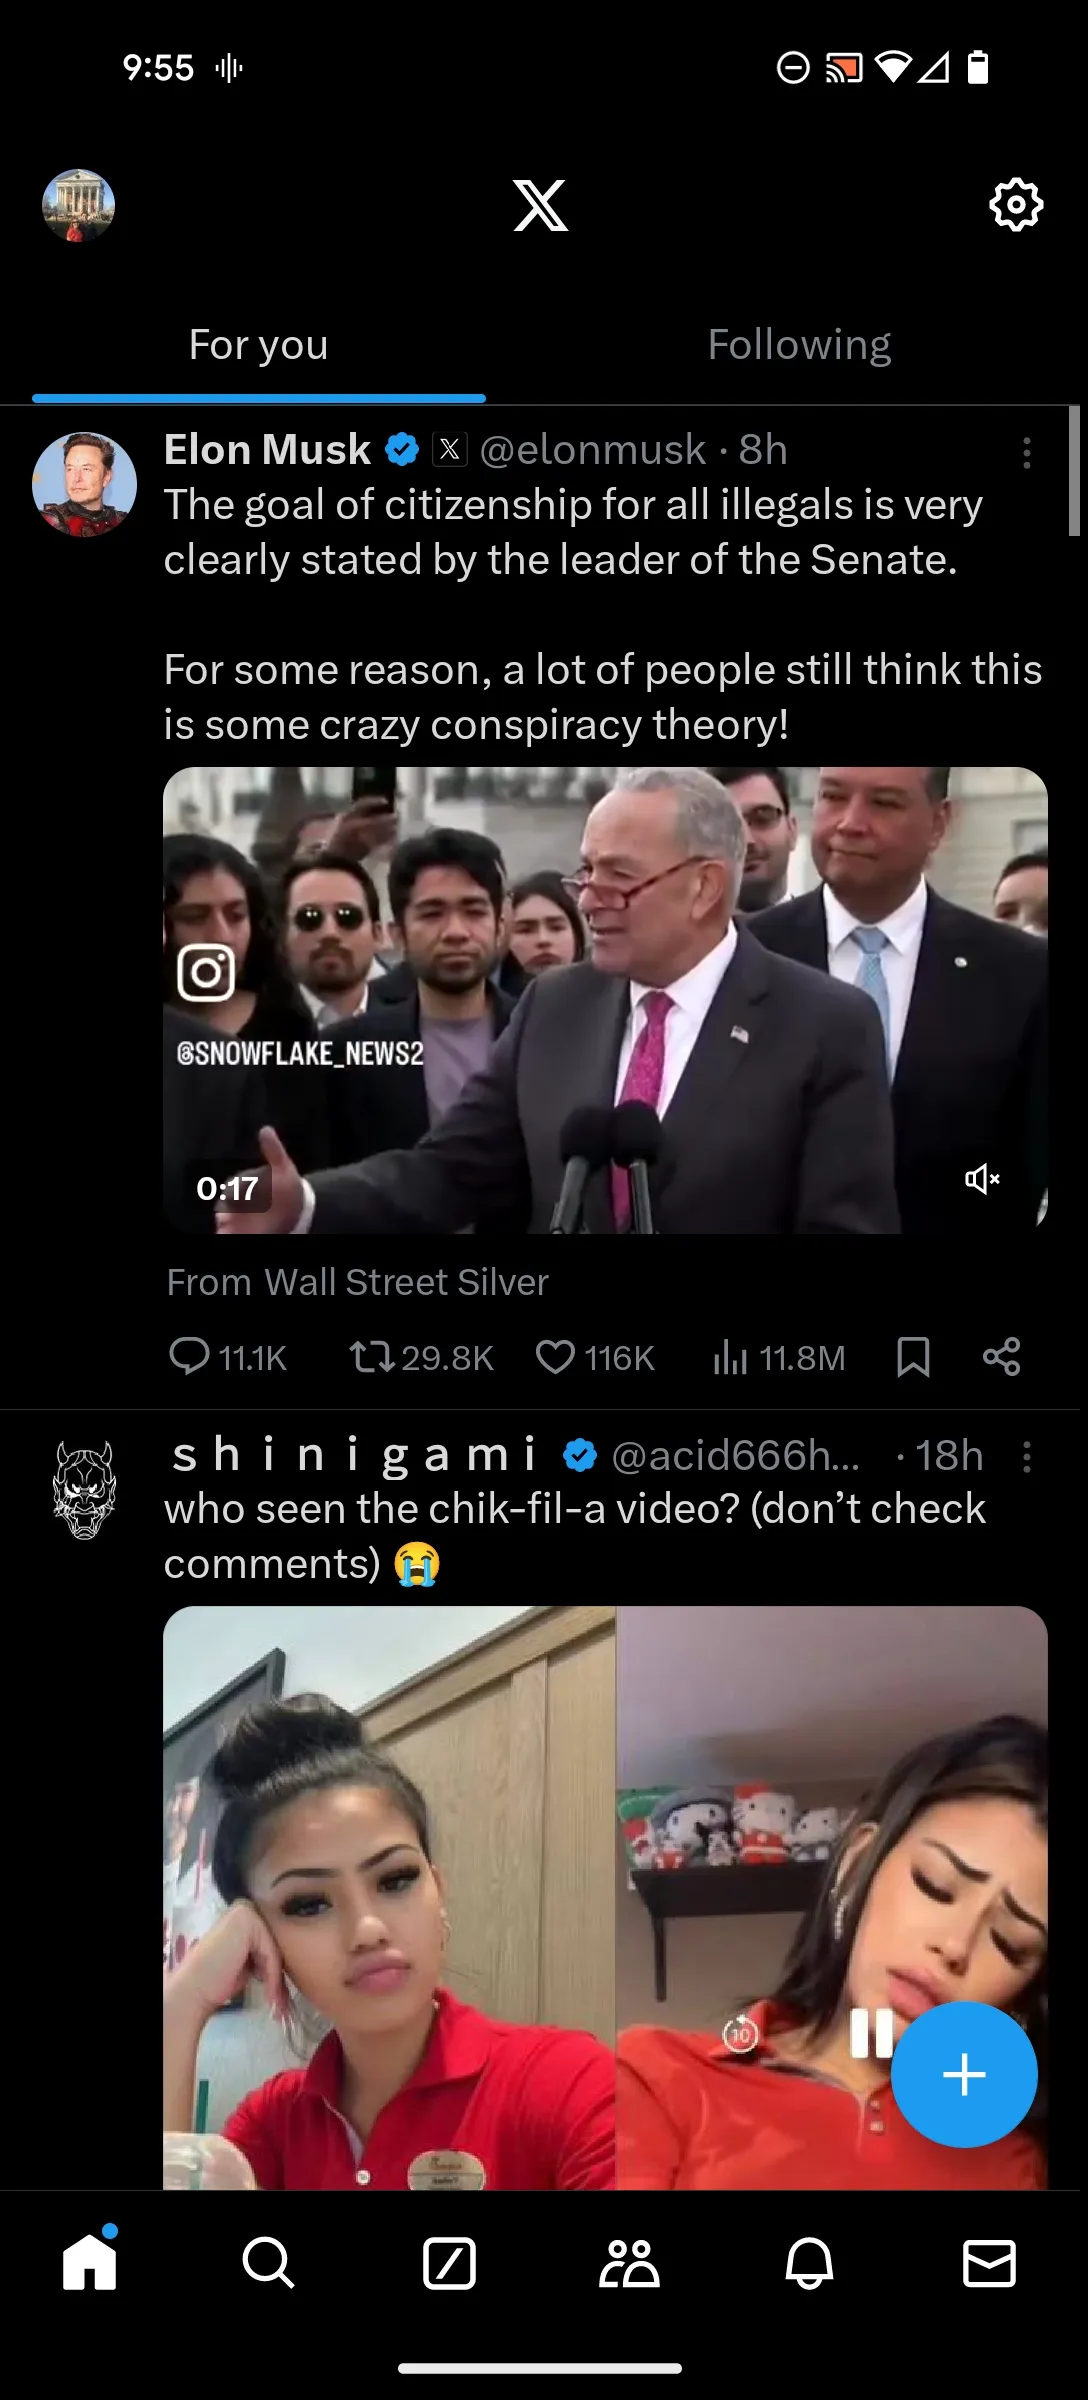 9:55
For you
Following
Elon Musk @elonmusk · 8h
The goal of citizenship for all illegals is very
clearly stated by the leader of the Senate.
For some reason, a lot of people still think this
is some crazy conspiracy theory!
@SNOWFLAKE_NEWS2
0:17
From Wall Street Silver
11.1K 29.8K 116K 11.8M
s h i n i g a m i @acid666h... · 18h
who seen the chik-fil-a video? (don’t check
comments) 😭
10